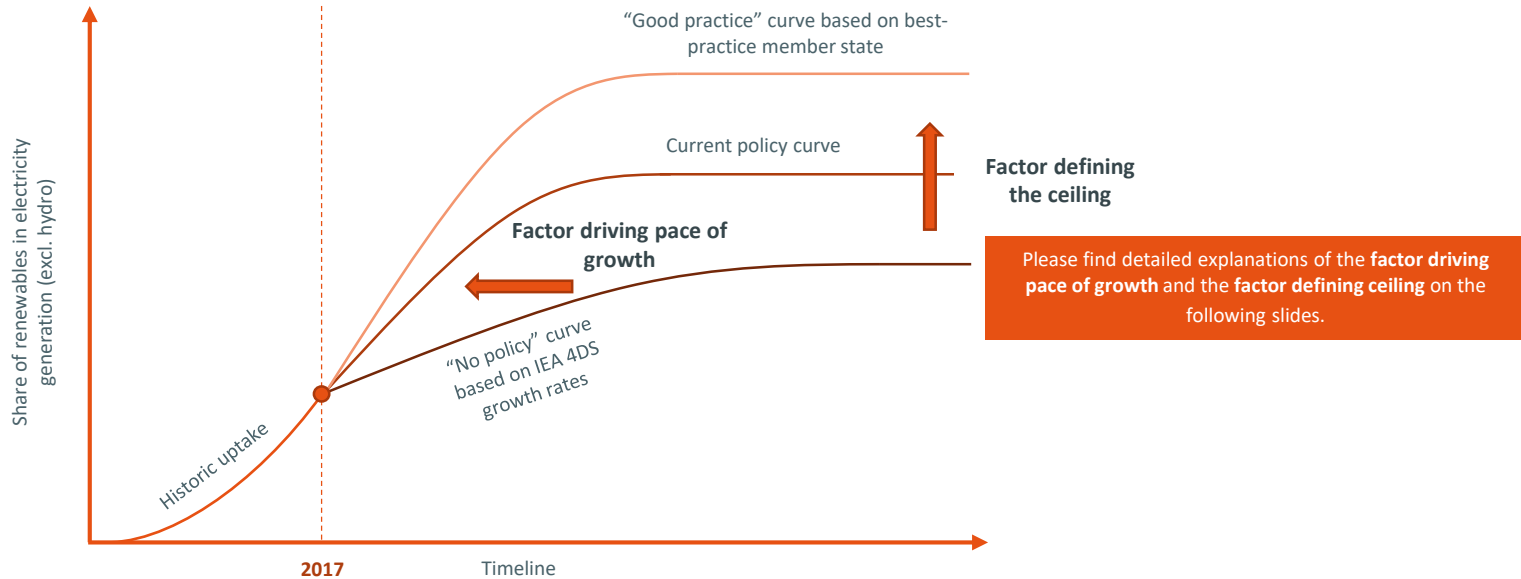 “Good practice” curve based on best-
practice member state
Current policy curve
Factor defining
the ceiling
Factor driving pace of
growth
Please find detailed explanations of the factor driving
pace of growth and the factor defining ceiling on the
following slides.
“No policy” curve
based on IEA 4DS
growth rates
Historic uptake
Share of renewables in electricity
generation (excl. hydro)
2017
Timeline